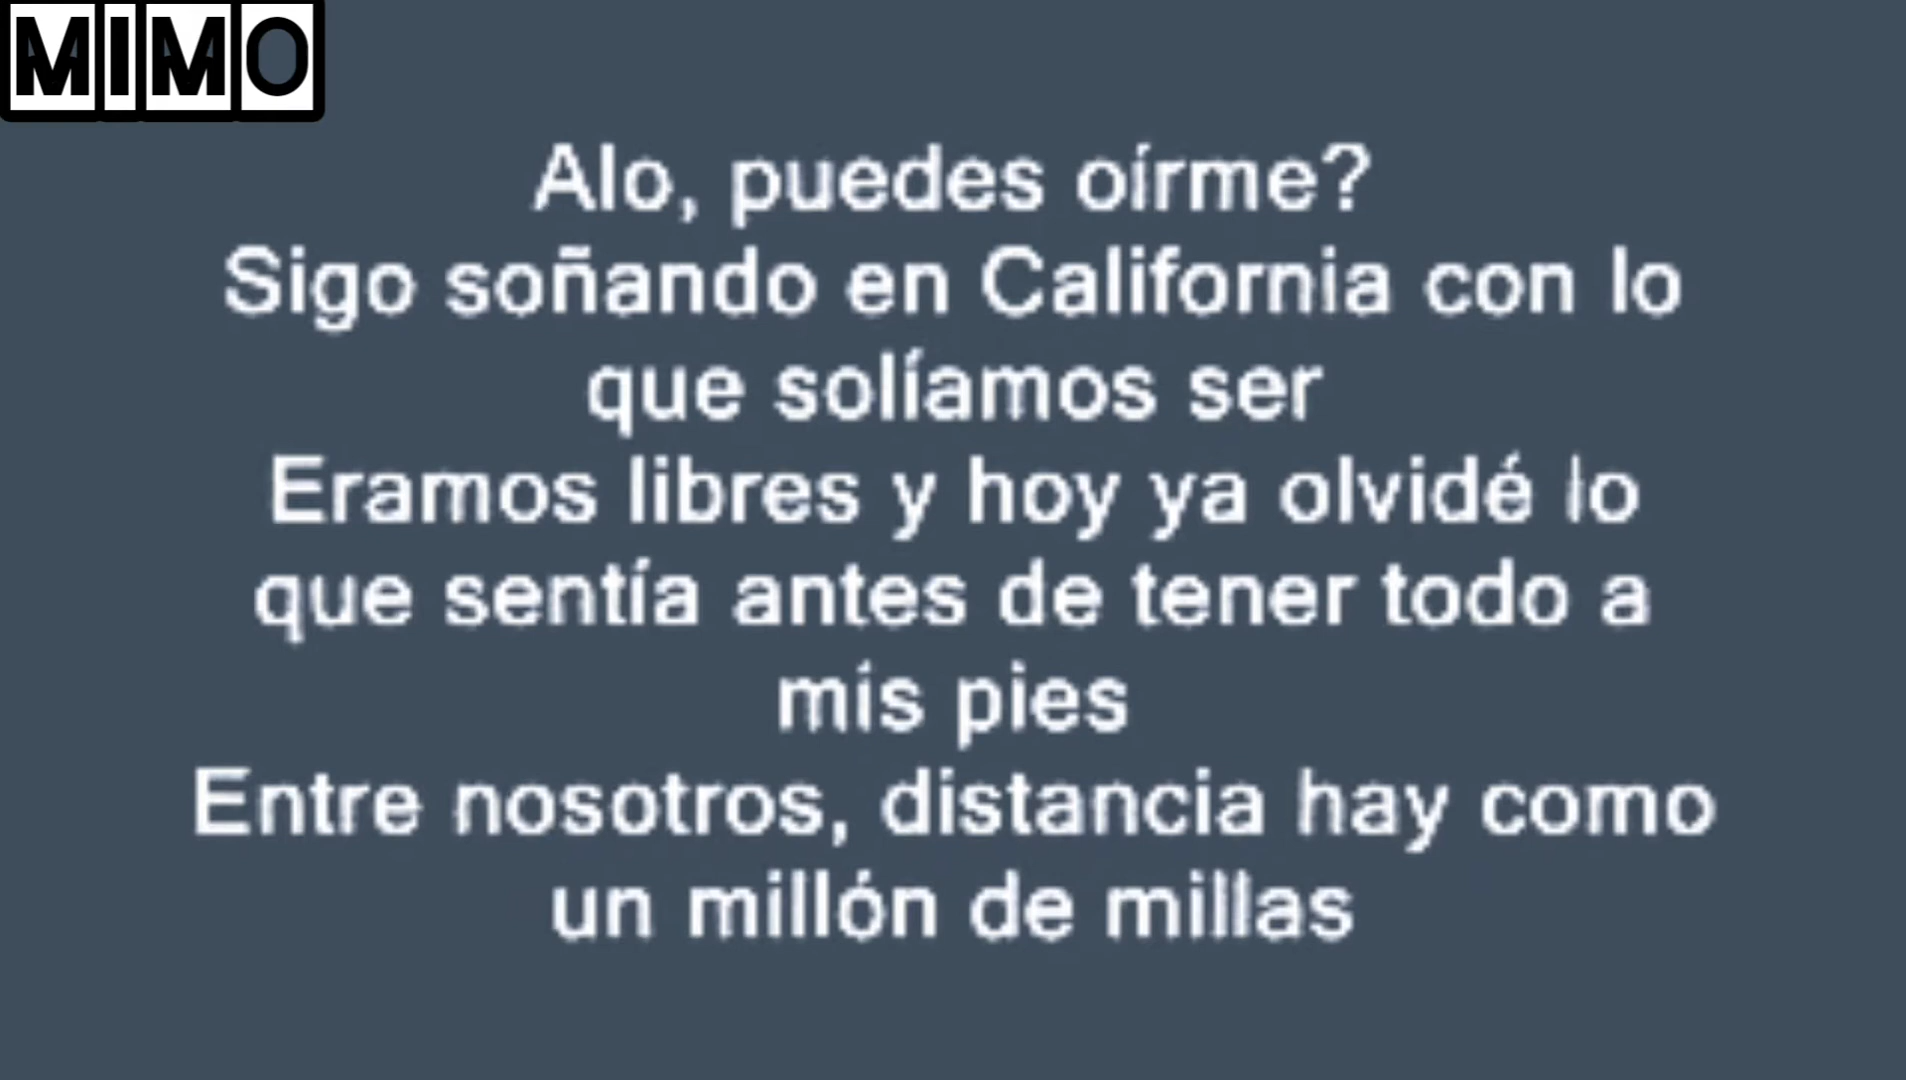 MIMO
Alo, puedes oírme?
Sigo soñando en California con lo
que solíamos ser
Eramos libres y hoy ya olvidé lo
que sentía antes de tener todo a
mis pies
Entre nosotros, distancia hay como
un millón de millas